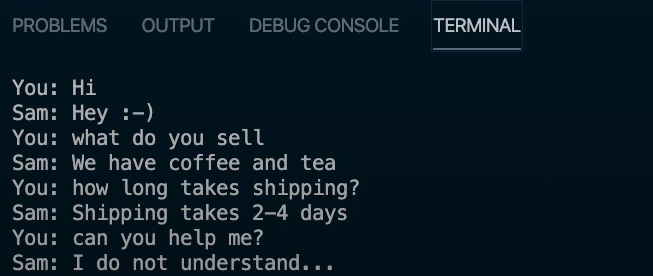 PROBLEMS OUTPUT DEBUG CONSOLE TERMINAL
You: Hi
Sam: Hey :-)
You: what do you sell
Sam: We have coffee and tea
You: how long takes shipping?
Sam: Shipping takes 2-4 days
You: can you help me?
Sam: I do not understand...